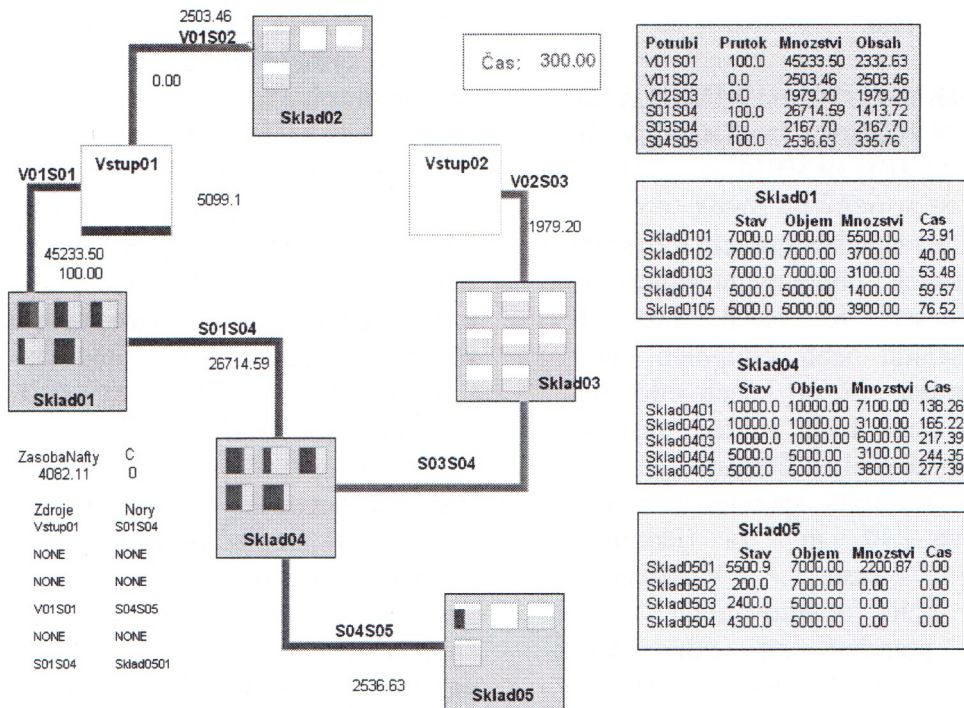 2503.46
V01S02
0.00
Sklad02
Čas: 300.00
Vstup01
V01S01
5099.1
45233.50
100.00
Vstup02
V02S03
1979.20
S01S04
26714.59
Sklad01
Sklad03
ZasobaNafty C
4082.11 0
S03S04
Sklad04
Zdroje Nory
Vstup01 S01S04
NONE NONE
NONE NONE
V01S01 S04S05
NONE NONE
S01S04 Sklad0501
S04S05
2536.63
Sklad05
Potrubi Prutok Mnozstvi Obsah
V01S01 100.0 45233.50 2332.63
V01S02 0.0 2503.46 2503.46
V02S03 0.0 1979.20 1979.20
S01S04 100.0 26714.59 1413.72
S03S04 0.0 2167.70 2167.70
S04S05 100.0 2536.63 335.76
Sklad01
Stav Objem Mnozstvi Cas
Sklad0101 7000.0 7000.00 5500.00 23.91
Sklad0102 7000.0 7000.00 3700.00 40.00
Sklad0103 7000.0 7000.00 3100.00 53.48
Sklad0104 5000.0 5000.00 1400.00 59.57
Sklad0105 5000.0 5000.00 3900.00 76.52
Sklad04
Stav Objem Mnozstvi Cas
Sklad0401 10000.0 10000.00 7100.00 138.26
Sklad0402 10000.0 10000.00 3100.00 165.22
Sklad0403 10000.0 10000.00 6000.00 217.39
Sklad0404 5000.0 5000.00 3100.00 244.35
Sklad0405 5000.0 5000.00 3800.00 277.39
Sklad05
Stav Objem Mnozstvi Cas
Sklad0501 5500.9 7000.00 2200.87 0.00
Sklad0502 200.0 7000.00 0.00 0.00
Sklad0503 2400.0 5000.00 0.00 0.00
Sklad0504 4300.0 5000.00 0.00 0.00